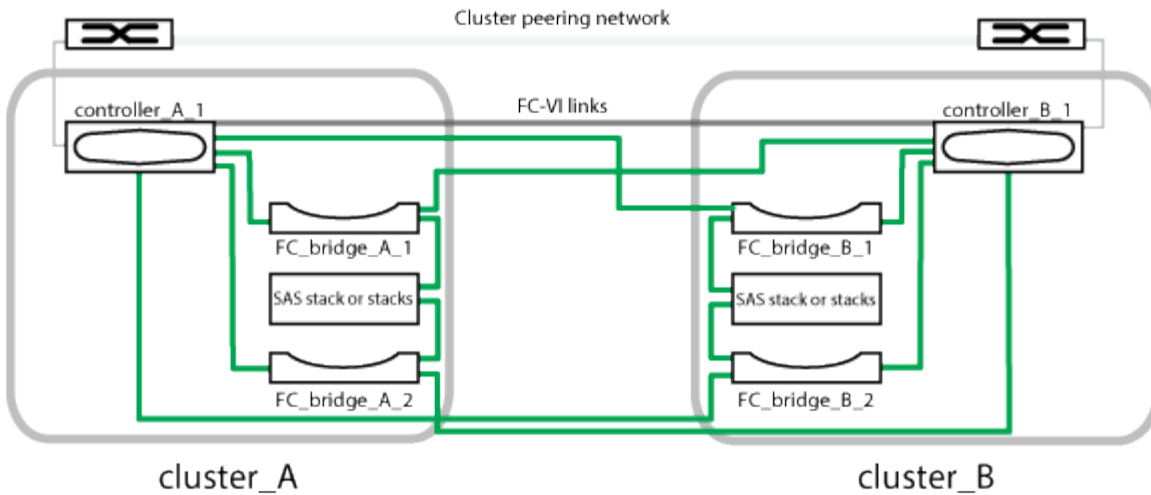 Cluster peering network
controller_A_1
FC-VI links
controller_B_1
FC_bridge_A_1
FC_bridge_B_1
SAS stack or stacks
SAS stack or stacks
FC_bridge_A_2
FC_bridge_B_2
cluster_A
cluster_B